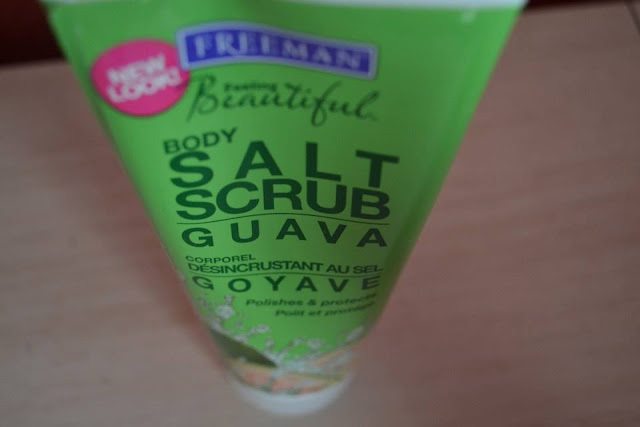 FREEMAN
NEW
LOOK!
Feeling
Beautiful
BODY
SALT
SCRUB
GUAVA
CORPOREL
DÉSINCRUSTANT AU SEL
GOYAVE
Polishes & protects
Polit et protège